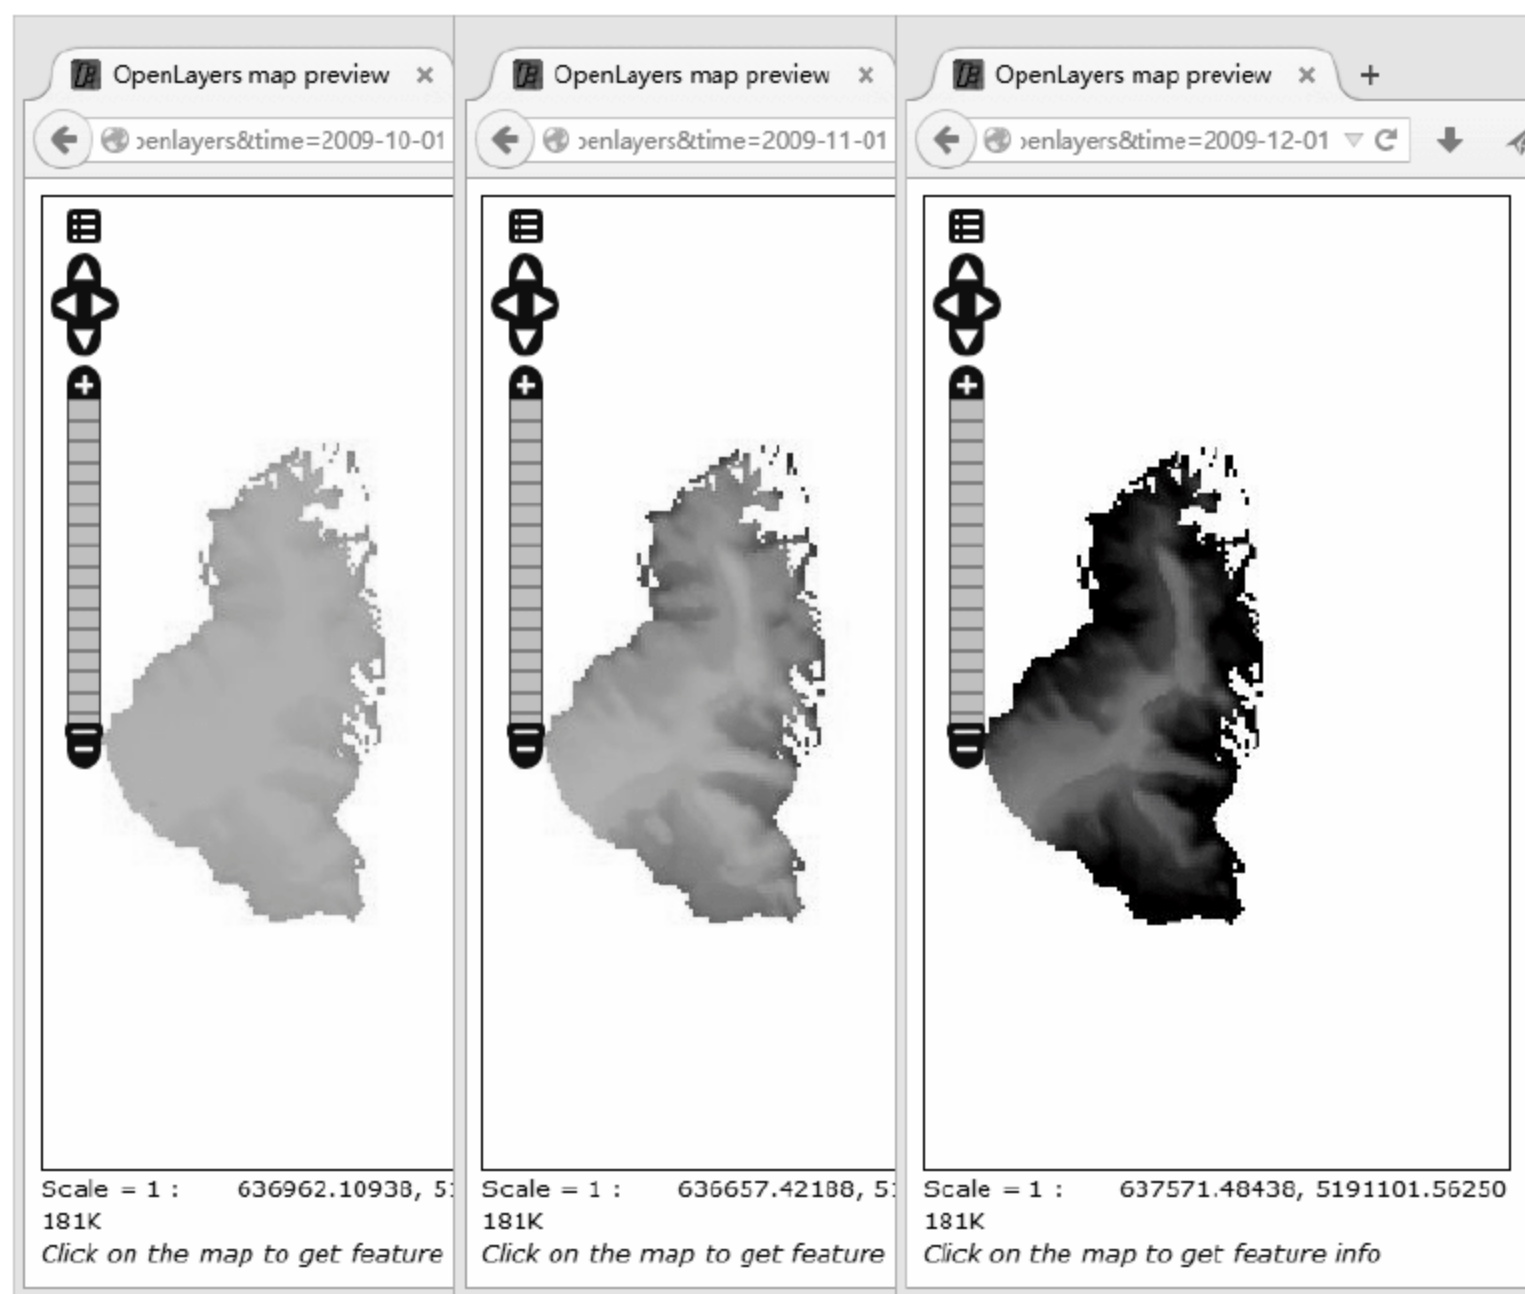 OpenLayers map preview ×
enlayers&time=2009-10-01
Scale = 1 : 636962.10938, 51
181K
Click on the map to get feature
OpenLayers map preview ×
enlayers&time=2009-11-01
Scale = 1 : 636657.42188, 51
181K
Click on the map to get feature
OpenLayers map preview × +
enlayers&time=2009-12-01
Scale = 1 : 637571.48438, 5191101.56250
181K
Click on the map to get feature info